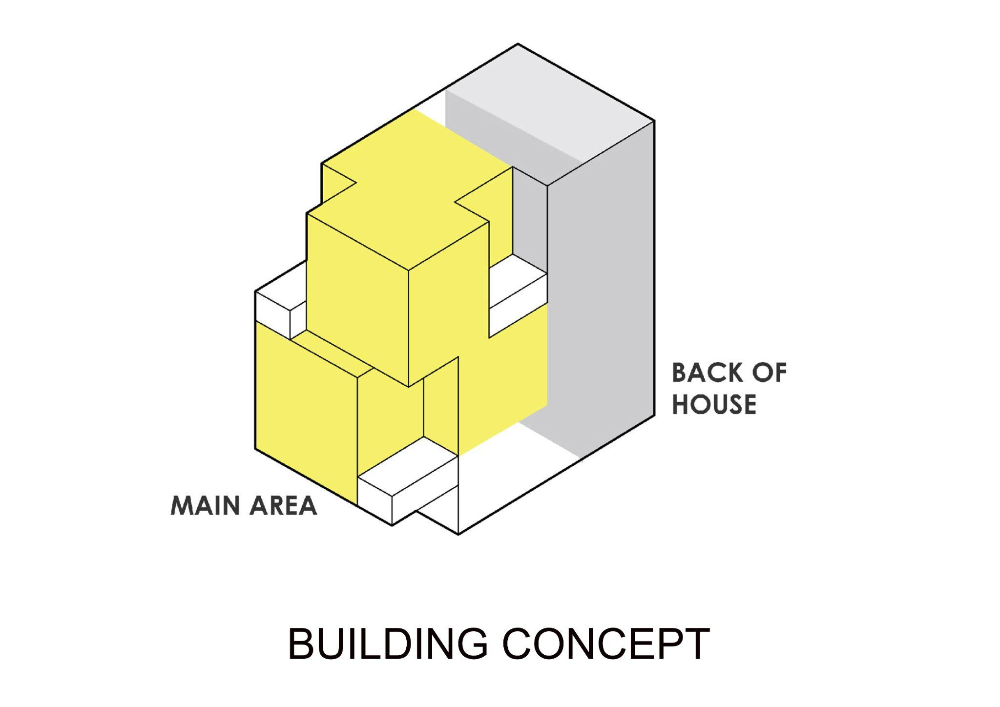 BACK OF
HOUSE
MAIN AREA
BUILDING CONCEPT